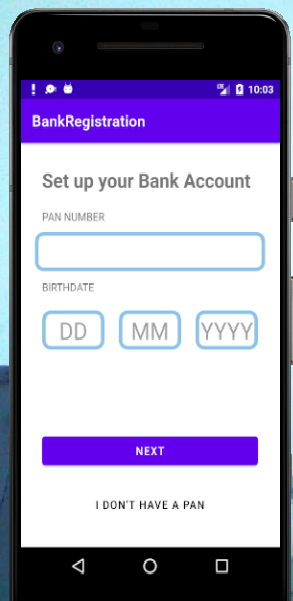 10:03
BankRegistration
Set up your Bank Account
PAN NUMBER
BIRTHDATE
DD MM YYYY
NEXT
I DON'T HAVE A PAN